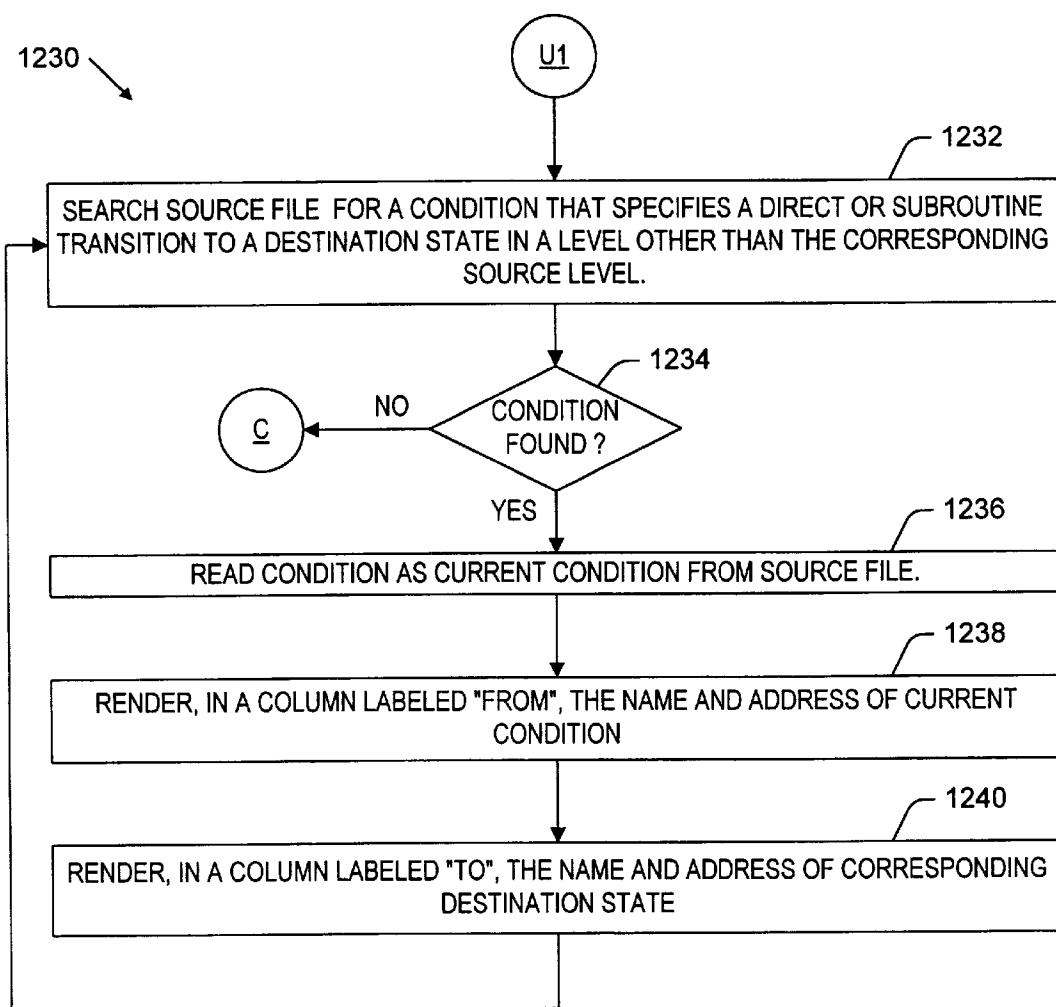 1230
U1
1232
SEARCH SOURCE FILE FOR A CONDITION THAT SPECIFIES A DIRECT OR SUBROUTINE
TRANSITION TO A DESTINATION STATE IN A LEVEL OTHER THAN THE CORRESPONDING
SOURCE LEVEL.
1234
NO
C
CONDITION
FOUND ?
YES
1236
READ CONDITION AS CURRENT CONDITION FROM SOURCE FILE.
1238
RENDER, IN A COLUMN LABELED "FROM", THE NAME AND ADDRESS OF CURRENT
CONDITION
1240
RENDER, IN A COLUMN LABELED "TO", THE NAME AND ADDRESS OF CORRESPONDING
DESTINATION STATE